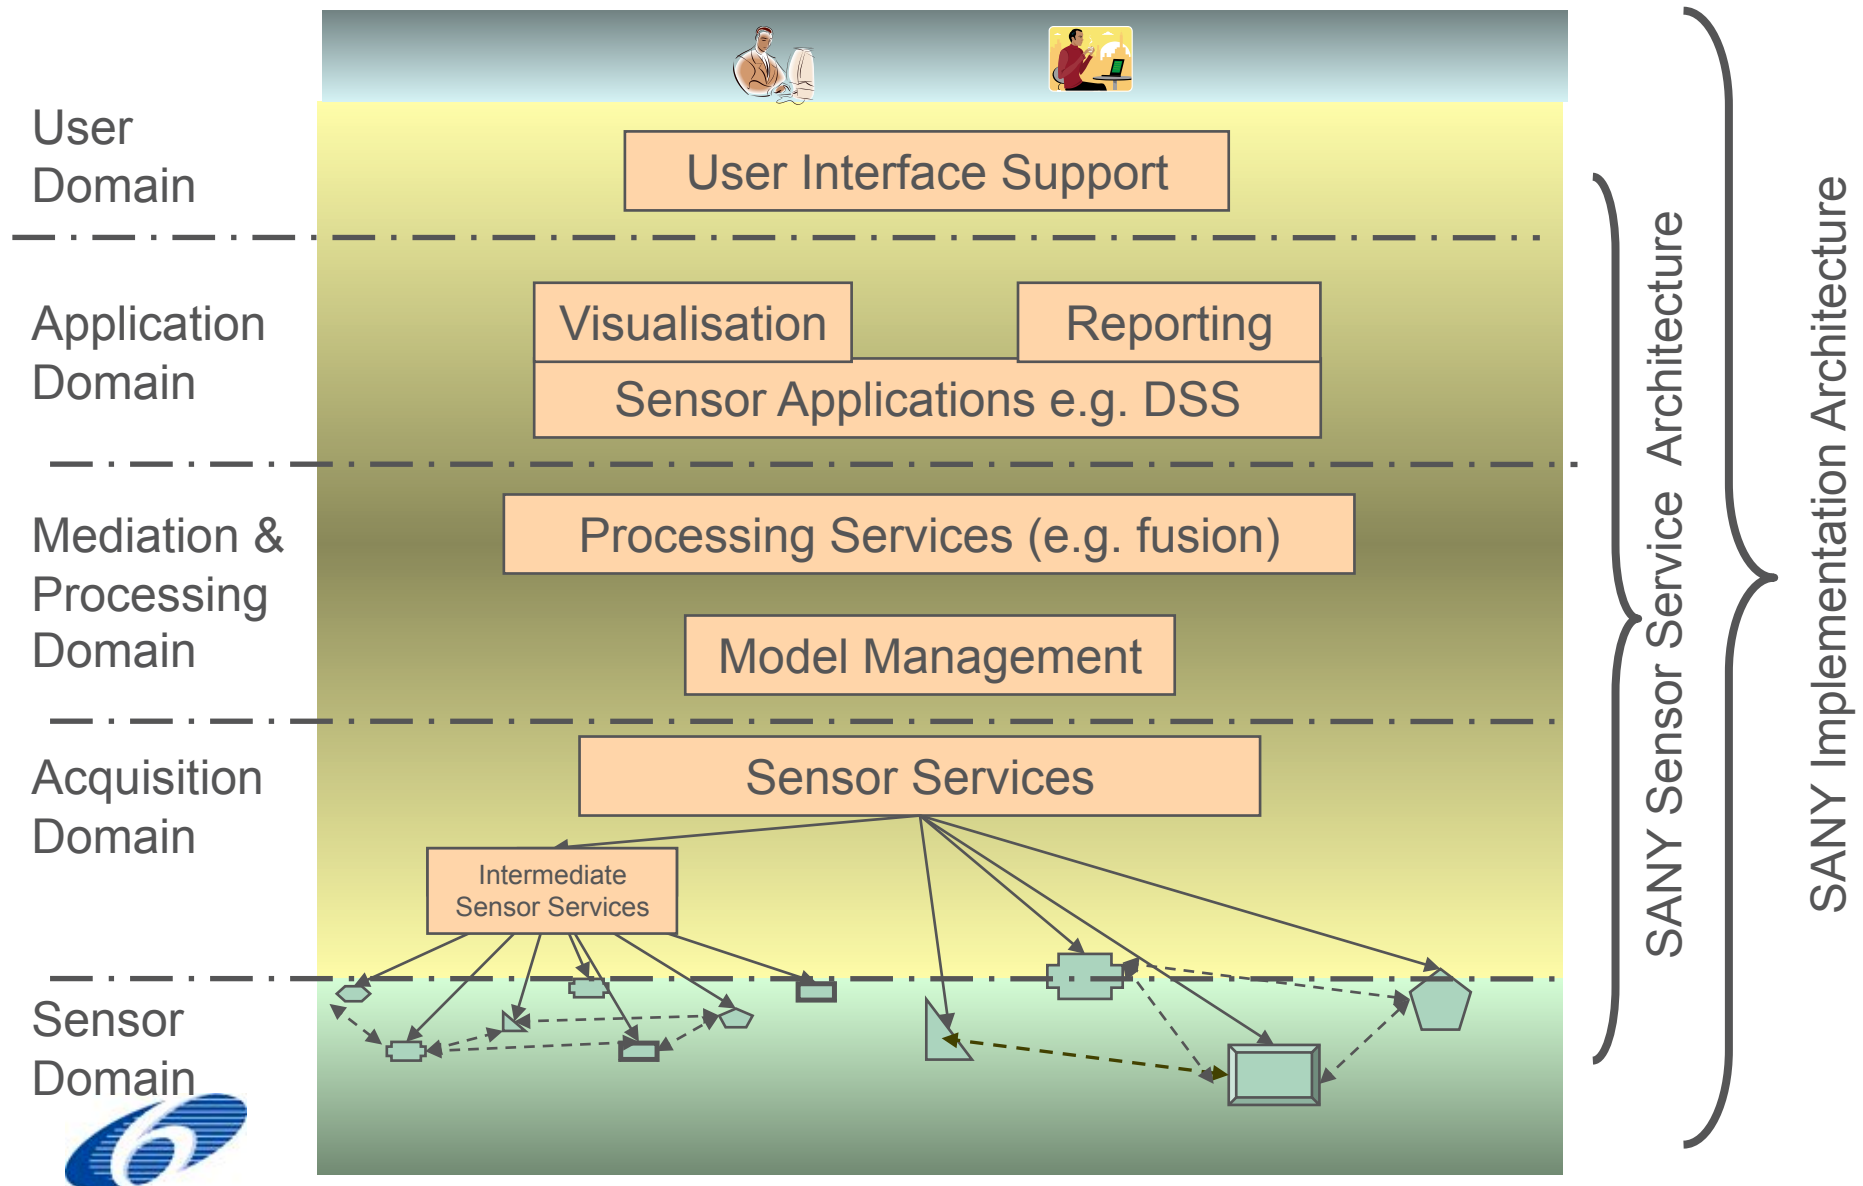 User
Domain
User Interface Support
Application
Domain
Visualisation
Reporting
Sensor Applications e.g. DSS
Mediation &
Processing
Domain
Processing Services (e.g. fusion)
Model Management
Acquisition
Domain
Sensor Services
Intermediate
Sensor Services
Sensor
Domain
6
SANY Sensor Service Architecture
SANY Implementation Architecture